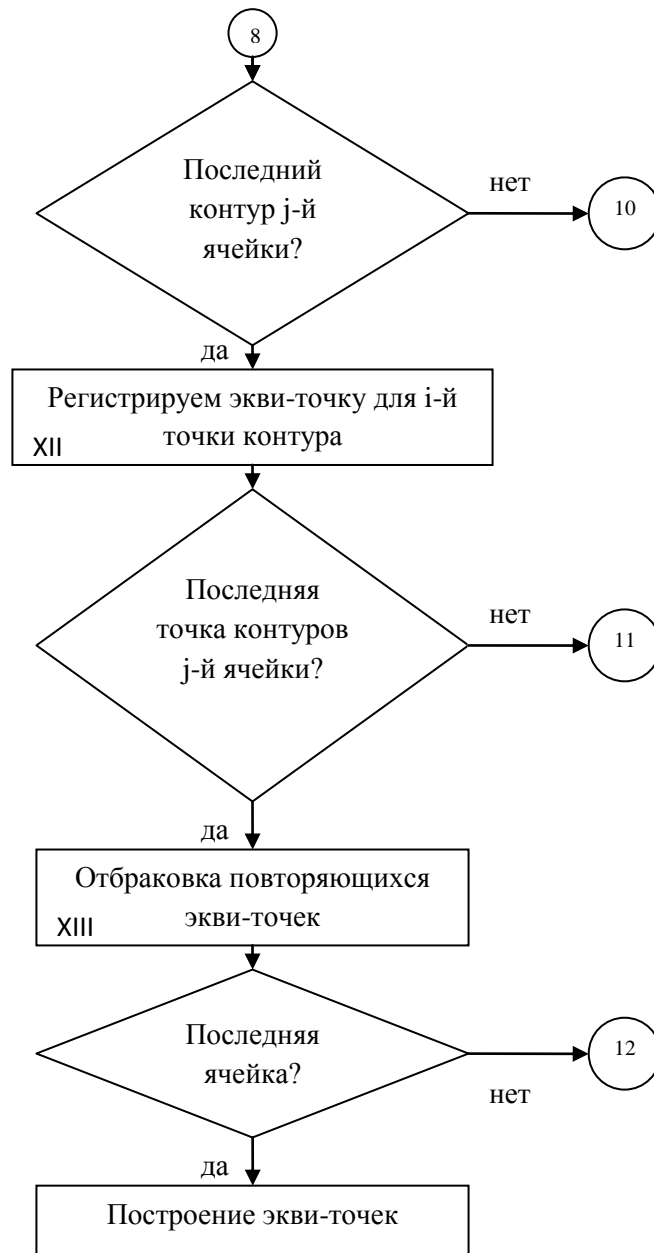 8
Последний
контур j-й
ячейки?
нет
10
да
Регистрируем экви-точку для i-й
точки контура
XII
Последняя
точка контуров
j-й ячейки?
нет
11
да
Отбраковка повторяющихся
экви-точек
XIII
Последняя
ячейка?
12
нет
да
Построение экви-точек